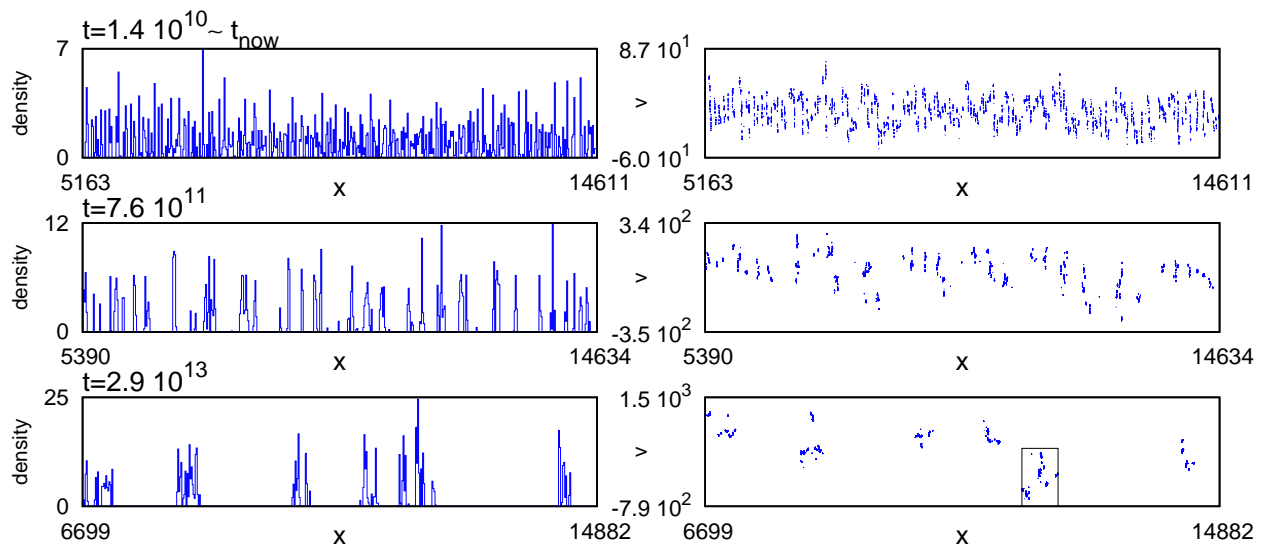 t=1.4 10^10 ~ t_now
7
density
0
5163
x
14611
8.7 10^1
v
-6.0 10^1
5163
x
14611
t=7.6 10^11
12
density
0
5390
x
14634
3.4 10^2
v
-3.5 10^2
5390
x
14634
t=2.9 10^13
25
density
0
6699
x
14882
1.5 10^3
v
-7.9 10^2
6699
x
14882